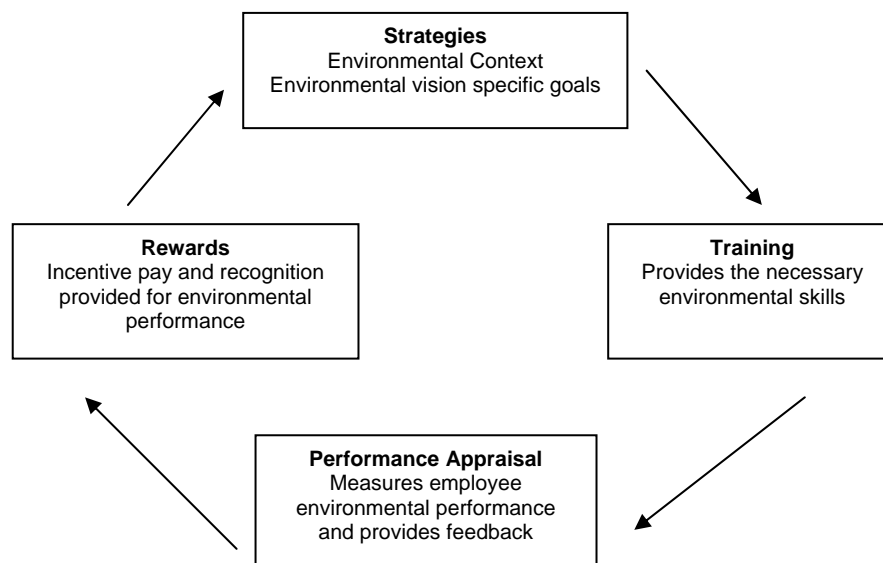 Strategies
Environmental Context
Environmental vision specific goals
Rewards
Incentive pay and recognition
provided for environmental
performance
Training
Provides the necessary
environmental skills
Performance Appraisal
Measures employee
environmental performance
and provides feedback